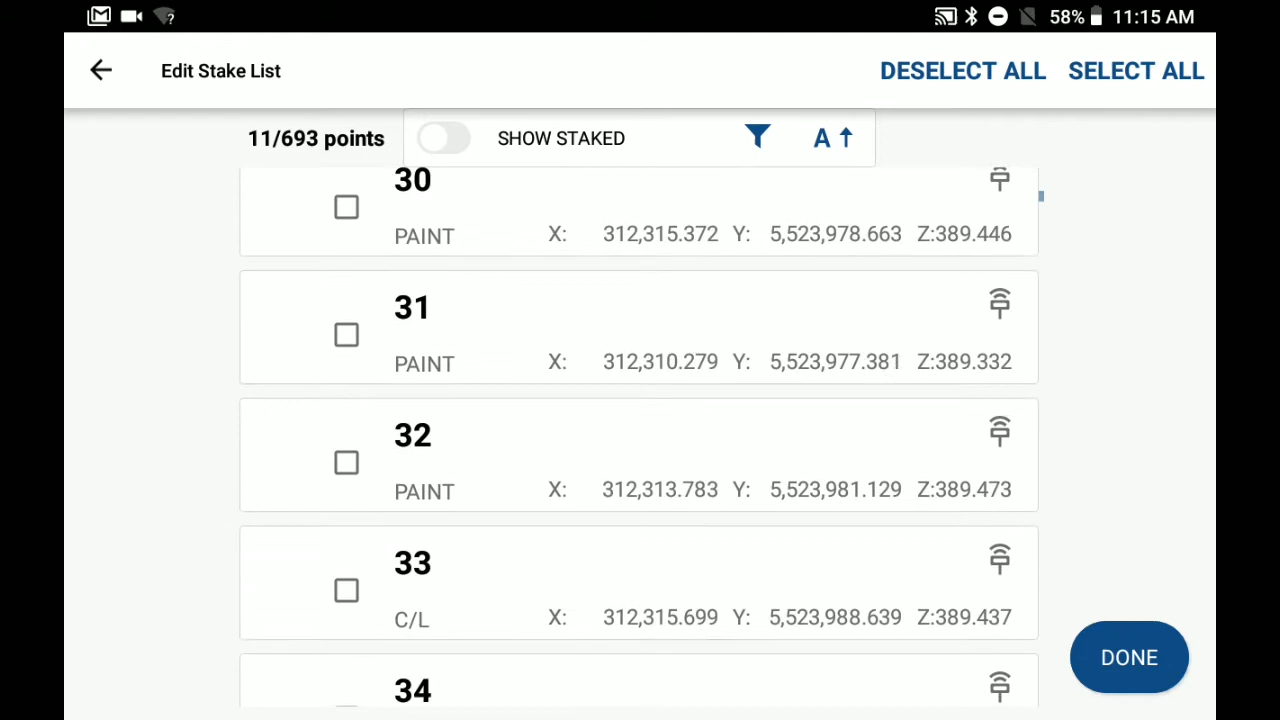 58% 11:15 AM
Edit Stake List DESELECT ALL SELECT ALL
11/693 points SHOW STAKED A
30
PAINT X: 312,315.372 Y: 5,523,978.663 Z:389.446
31
PAINT X: 312,310.279 Y: 5,523,977.381 Z:389.332
32
PAINT X: 312,313.783 Y: 5,523,981.129 Z:389.473
33
C/L X: 312,315.699 Y: 5,523,988.639 Z:389.437
34
DONE